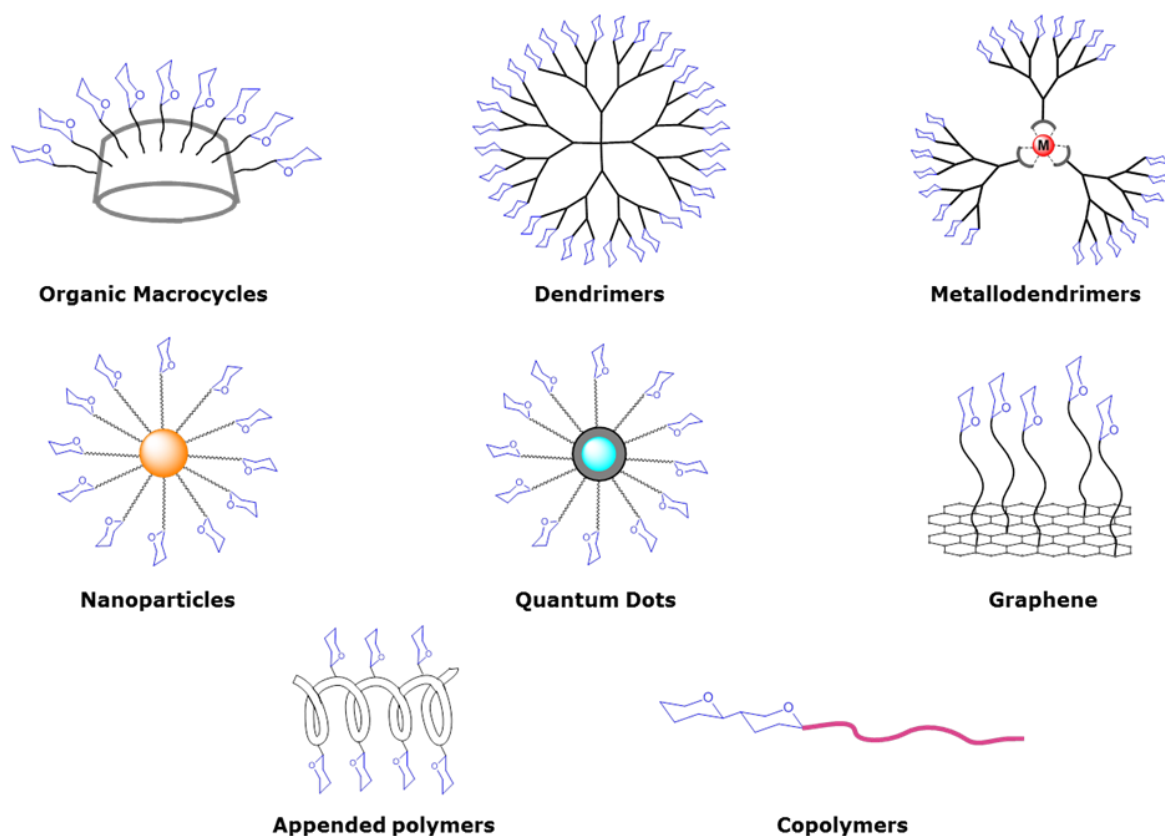 Organic Macrocycles
Dendrimers
M
Metallodendrimers
Nanoparticles
Quantum Dots
Graphene
Appended polymers
Copolymers